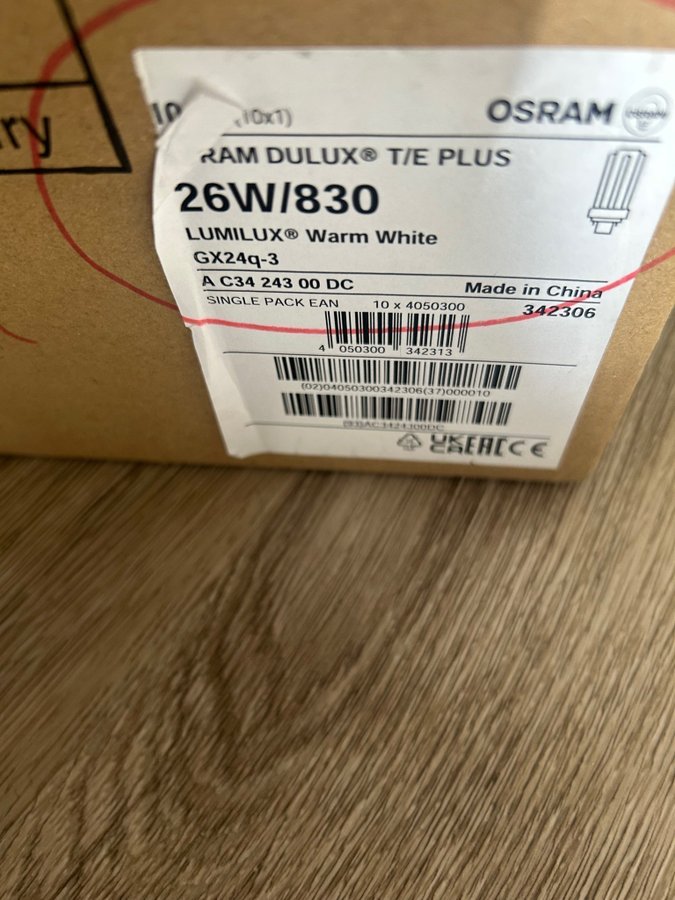 ry
10 (10x1)
OSRAM
RAM DULUX® T/E PLUS
26W/830
LUMILUX® Warm White
GX24q-3
A C34 243 00 DC
Made in China
SINGLE PACK EAN 10 x 4050300
342306
4 050300 342313
(02)04050300342306(37)000010
(93)AC3424300DC
UK CA EAC CE